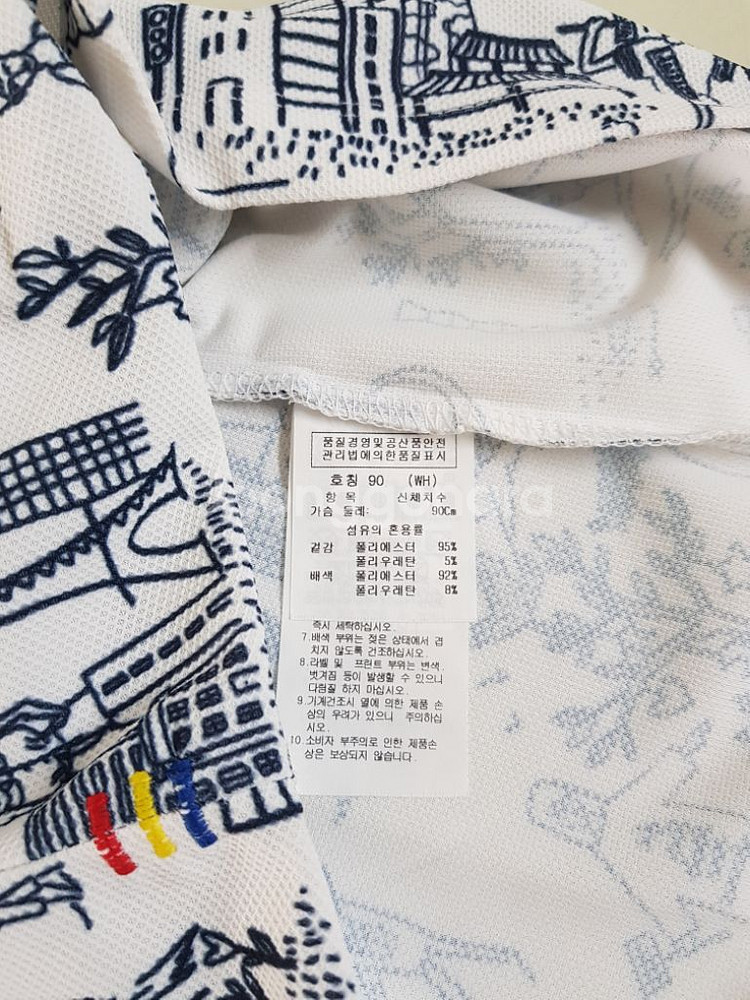 품질경영및공산품안전
관리법에의한품질표시
호칭 90 (WH)
항 목 신체치수
가슴 둘레: 90Cm
섬유의 혼용률
겉감 폴리에스터 95%
폴리우레탄 5%
배색 폴리에스터 92%
폴리우레탄 8%
즉시 세탁하십시오.
7.배색 부위는 젖은 상태에서 겹
치지 않도록 건조하십시오.
8.라벨 및 프린트 부위는 변색.
벗겨짐 등이 발생할 수 있으니
다림질 하지 마십시오.
9.기계건조시 열에 의한 제품 손
상의 우려가 있으니 주의하십
시오.
10.소비자 부주의로 인한 제품손
상은 보상되지 않습니다.